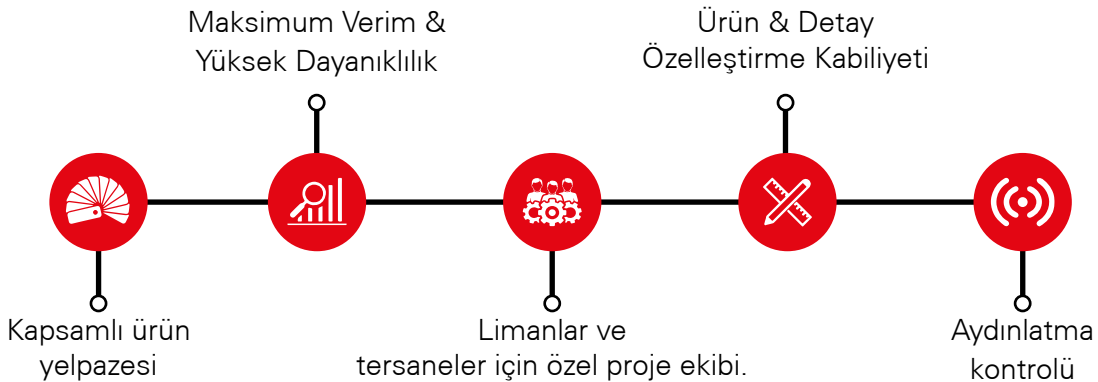 Maksimum Verim &
Yüksek Dayanıklılık
Ürün & Detay
Özelleştirme Kabiliyeti
Kapsamlı ürün
yelpazesi
Limanlar ve
tersaneler için özel proje ekibi.
Aydınlatma
kontrolü